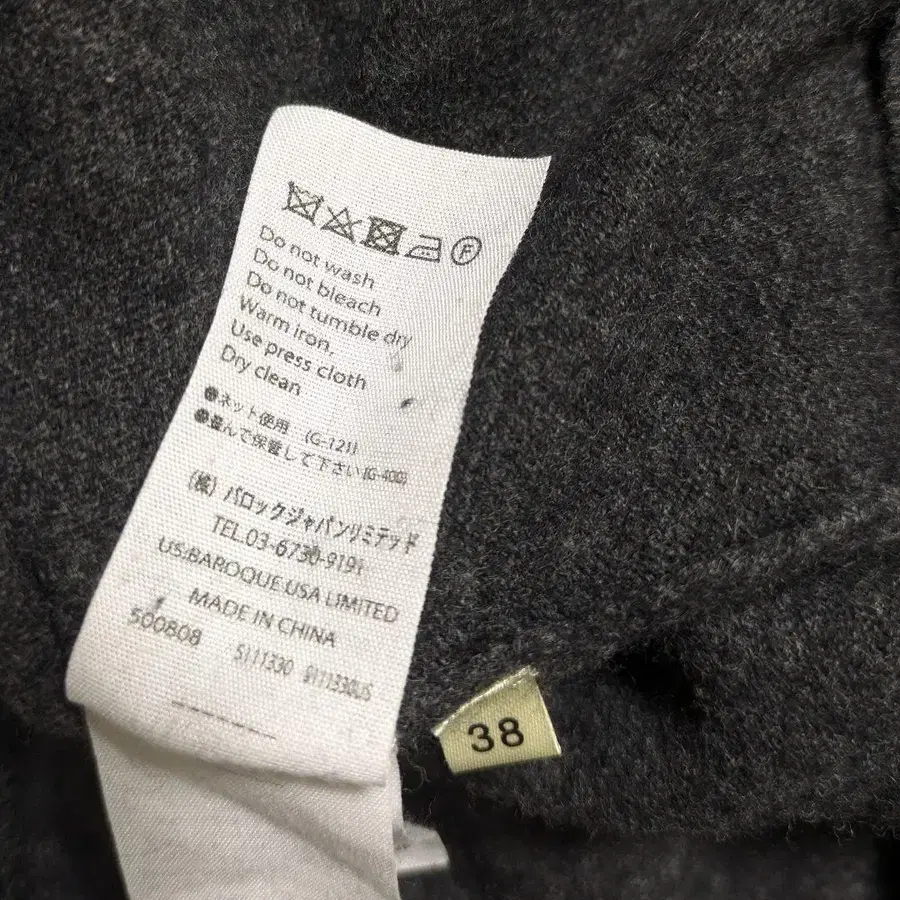 F
Do not wash
Do not bleach
Do not tumble dry
Warm iron.
Use press cloth
Dry clean
●ネット使用 (G-121)
●畳んで保管して下さい(G-400)
(株) バロックジャパンリミテッド
TEL.03-6730-9191
US:BAROQUE USA LIMITED
MADE IN CHINA
500808
S111330 S111330US
38